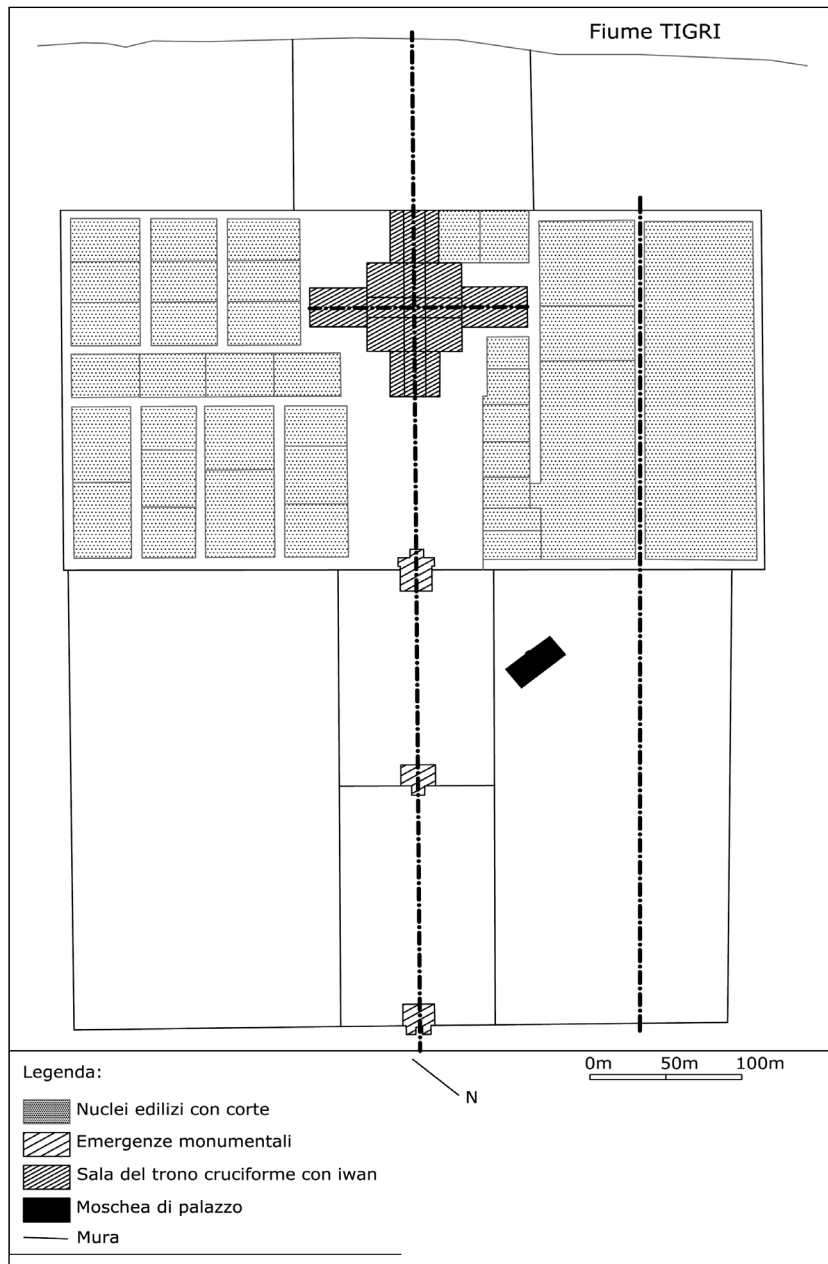 Fiume TIGRI
0m 50m 100m
N
Legenda:
Nuclei edilizi con corte
Emergenze monumentali
Sala del trono cruciforme con iwan
Moschea di palazzo
Mura